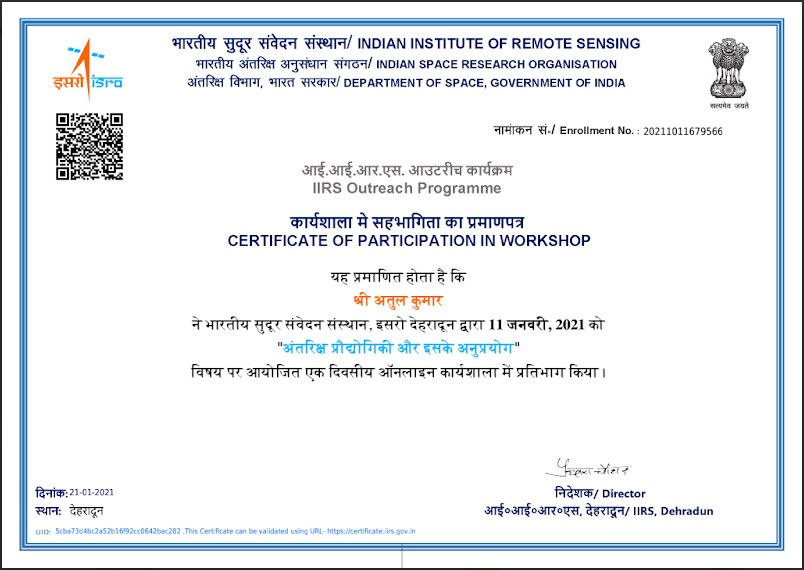 इसरो isro
भारतीय सुदूर संवेदन संस्थान/ INDIAN INSTITUTE OF REMOTE SENSING
भारतीय अंतरिक्ष अनुसंधान संगठन/ INDIAN SPACE RESEARCH ORGANISATION
अंतरिक्ष विभाग, भारत सरकार/ DEPARTMENT OF SPACE, GOVERNMENT OF INDIA
सत्यमेव जयते
नामांकन सं./ Enrollment No. : 20211011679566
आई.आई.आर.एस. आउटरीच कार्यक्रम
IIRS Outreach Programme
कार्यशाला मे सहभागिता का प्रमाणपत्र
CERTIFICATE OF PARTICIPATION IN WORKSHOP
यह प्रमाणित होता है कि
श्री अतुल कुमार
ने भारतीय सुदूर संवेदन संस्थान, इसरो देहरादून द्वारा 11 जनवरी, 2021 को
"अंतरिक्ष प्रौद्योगिकी और इसके अनुप्रयोग"
विषय पर आयोजित एक दिवसीय ऑनलाइन कार्यशाला में प्रतिभाग किया।
दिनांक: 21-01-2021
स्थान: देहरादून
निदेशक/ Director
आई०आई०आर०एस, देहरादून/ IIRS, Dehradun
UID: 5cba73d4bc2a52b16f92cc0642bac282 .This Certificate can be validated using URL- https://certificate.iirs.gov.in